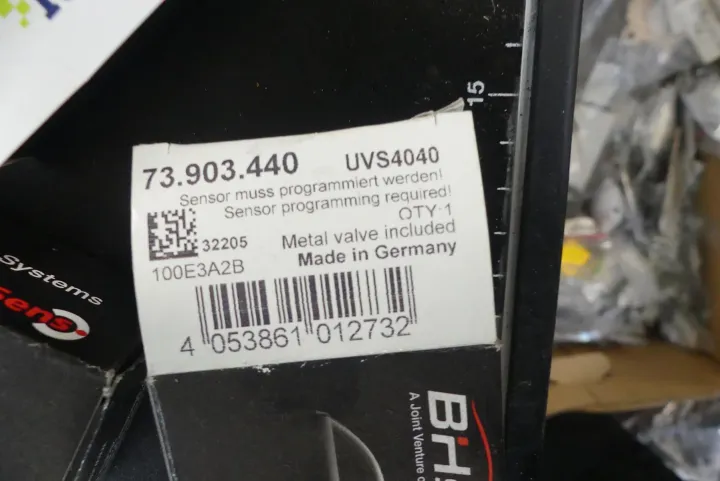 15
73.903.440 UVS4040
Sensor muss programmiert werden!
Sensor programming required!
QTY:1
32205 Metal valve included
100E3A2B Made in Germany
4 053861 012732
Systems
sens.
BH
A Joint Venture